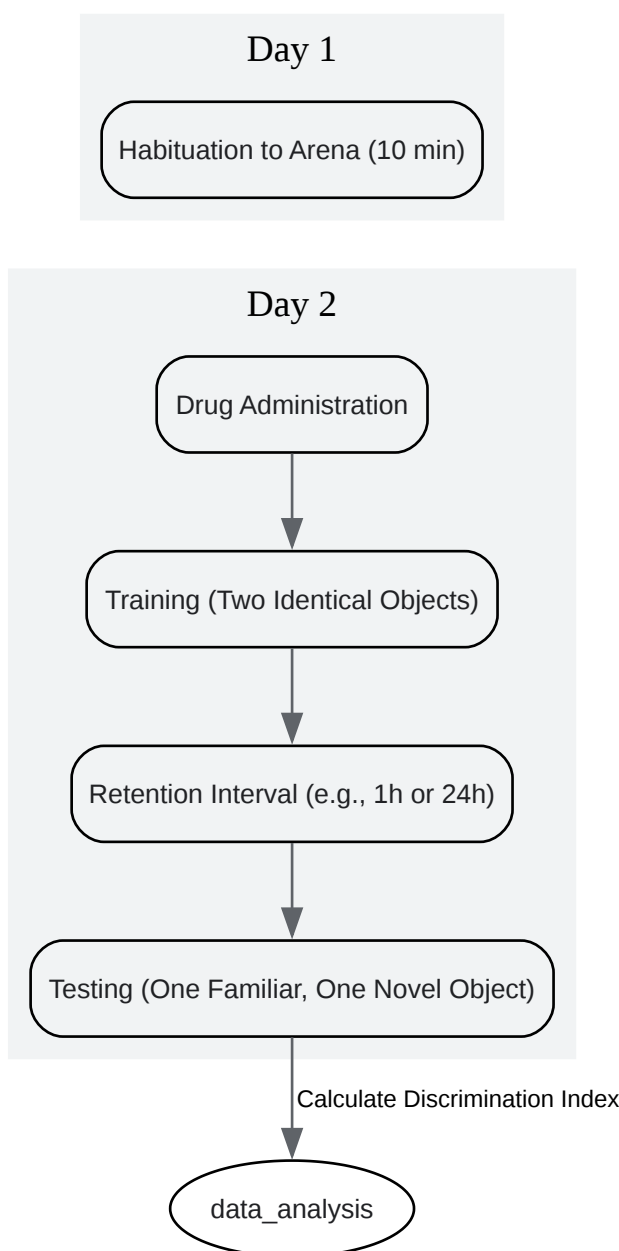 Day 1
Habituation to Arena (10 min)
Day 2
Drug Administration
Training (Two Identical Objects)
Retention Interval (e.g., 1h or 24h)
Testing (One Familiar, One Novel Object)
Calculate Discrimination Index
data_analysis